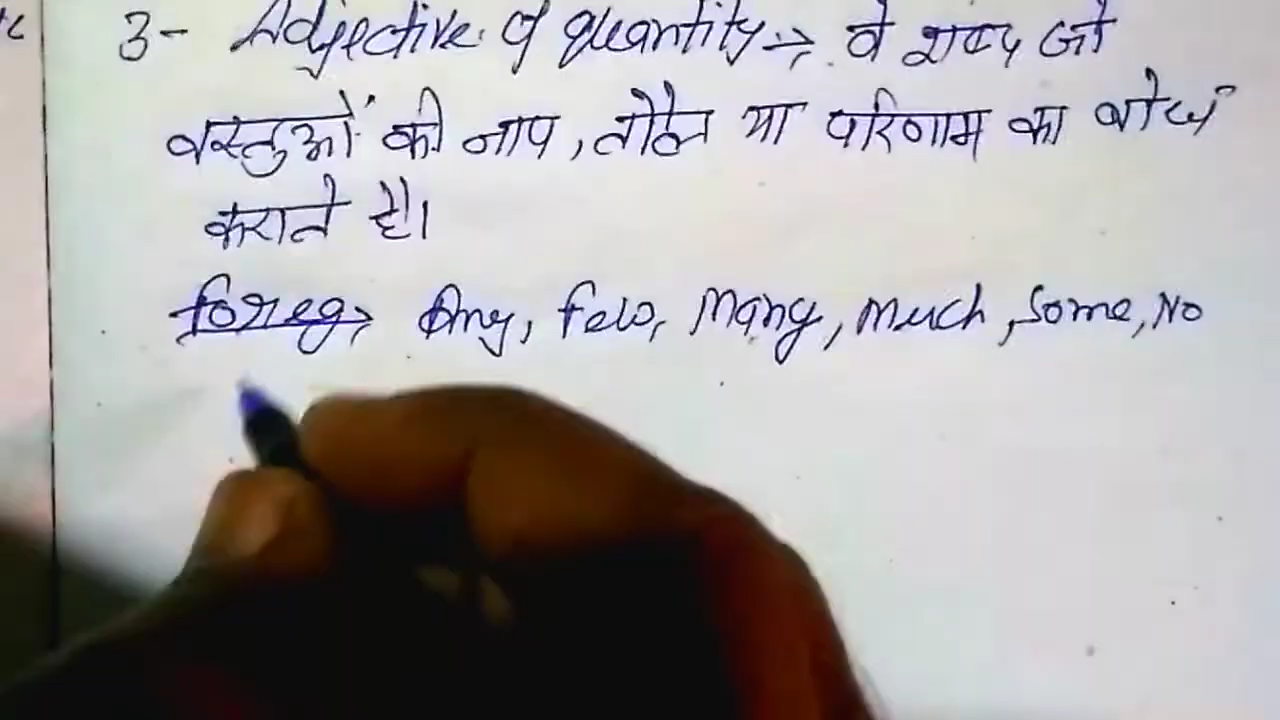 3- Adjective of quantity → वे शब्द जो
वस्तुओं की नाप, तौल या परिणाम का बोध
कराते है।
for eg→ Any, Few, Many, Much, Some, No